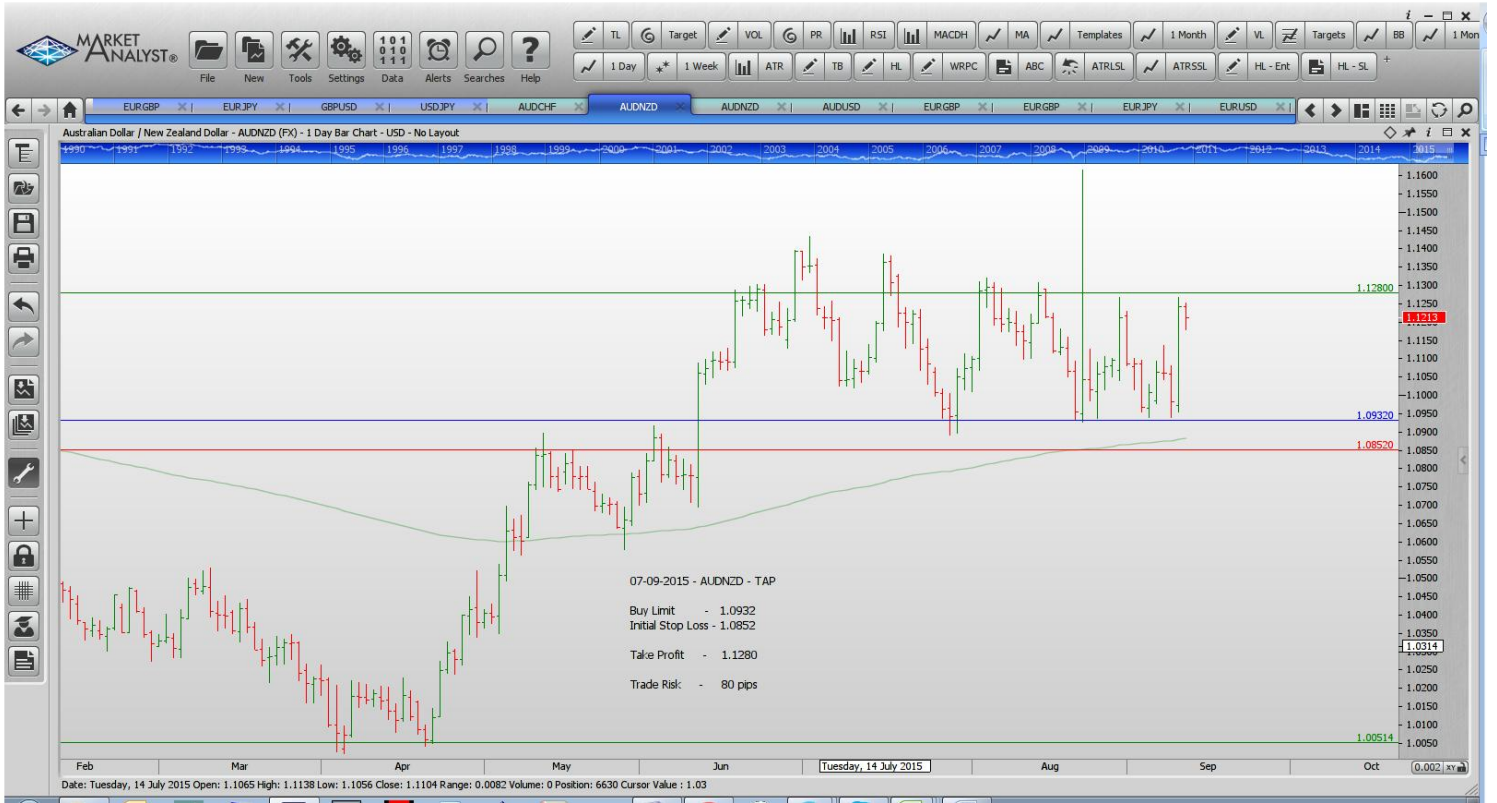 i
MARKET ANALYST®
File New Tools Settings Data Alerts Searches Help
TL Target VOL PR RSI MACDH MA Templates 1 Month VL Targets BB 1 Mon
1 Day 1 Week ATR TB HL WRPC ABC ATRLSL ATRSSL HL - Ent HL - SL +
EURGBP EURJPY GBPUSD USDJPY AUDCHF AUDNZD AUDNZD AUDUSD EURGBP EURGBP EURJPY EURUSD
Australian Dollar / New Zealand Dollar - AUDNZD (FX) - 1 Day Bar Chart - USD - No Layout
i
1990 1991 1992 1993 1994 1995 1996 1997 1998 1999 2000 2001 2002 2003 2004 2005 2006 2007 2008 2009 2010 2011 2012 2013 2014 2015
1.1600
1.1550
1.1500
1.1450
1.1400
1.1350
1.1300
1.12800
1.1250
1.1213
1.1150
1.1100
1.1050
1.1000
1.0950
1.09320
1.0900
1.08520
1.0850
1.0800
1.0750
1.0700
1.0650
1.0600
1.0550
1.0500
1.0450
1.0400
1.0350
1.0314
1.0250
1.0200
1.0150
1.0100
1.00514
1.0050
07-09-2015 - AUDNZD - TAP
Buy Limit - 1.0932
Initial Stop Loss - 1.0852
Take Profit - 1.1280
Trade Risk - 80 pips
Feb Mar Apr May Jun Tuesday, 14 July 2015 Aug Sep Oct 0.002 XY
Date: Tuesday, 14 July 2015 Open: 1.1065 High: 1.1138 Low: 1.1056 Close: 1.1104 Range: 0.0082 Volume: 0 Position: 6630 Cursor Value : 1.03